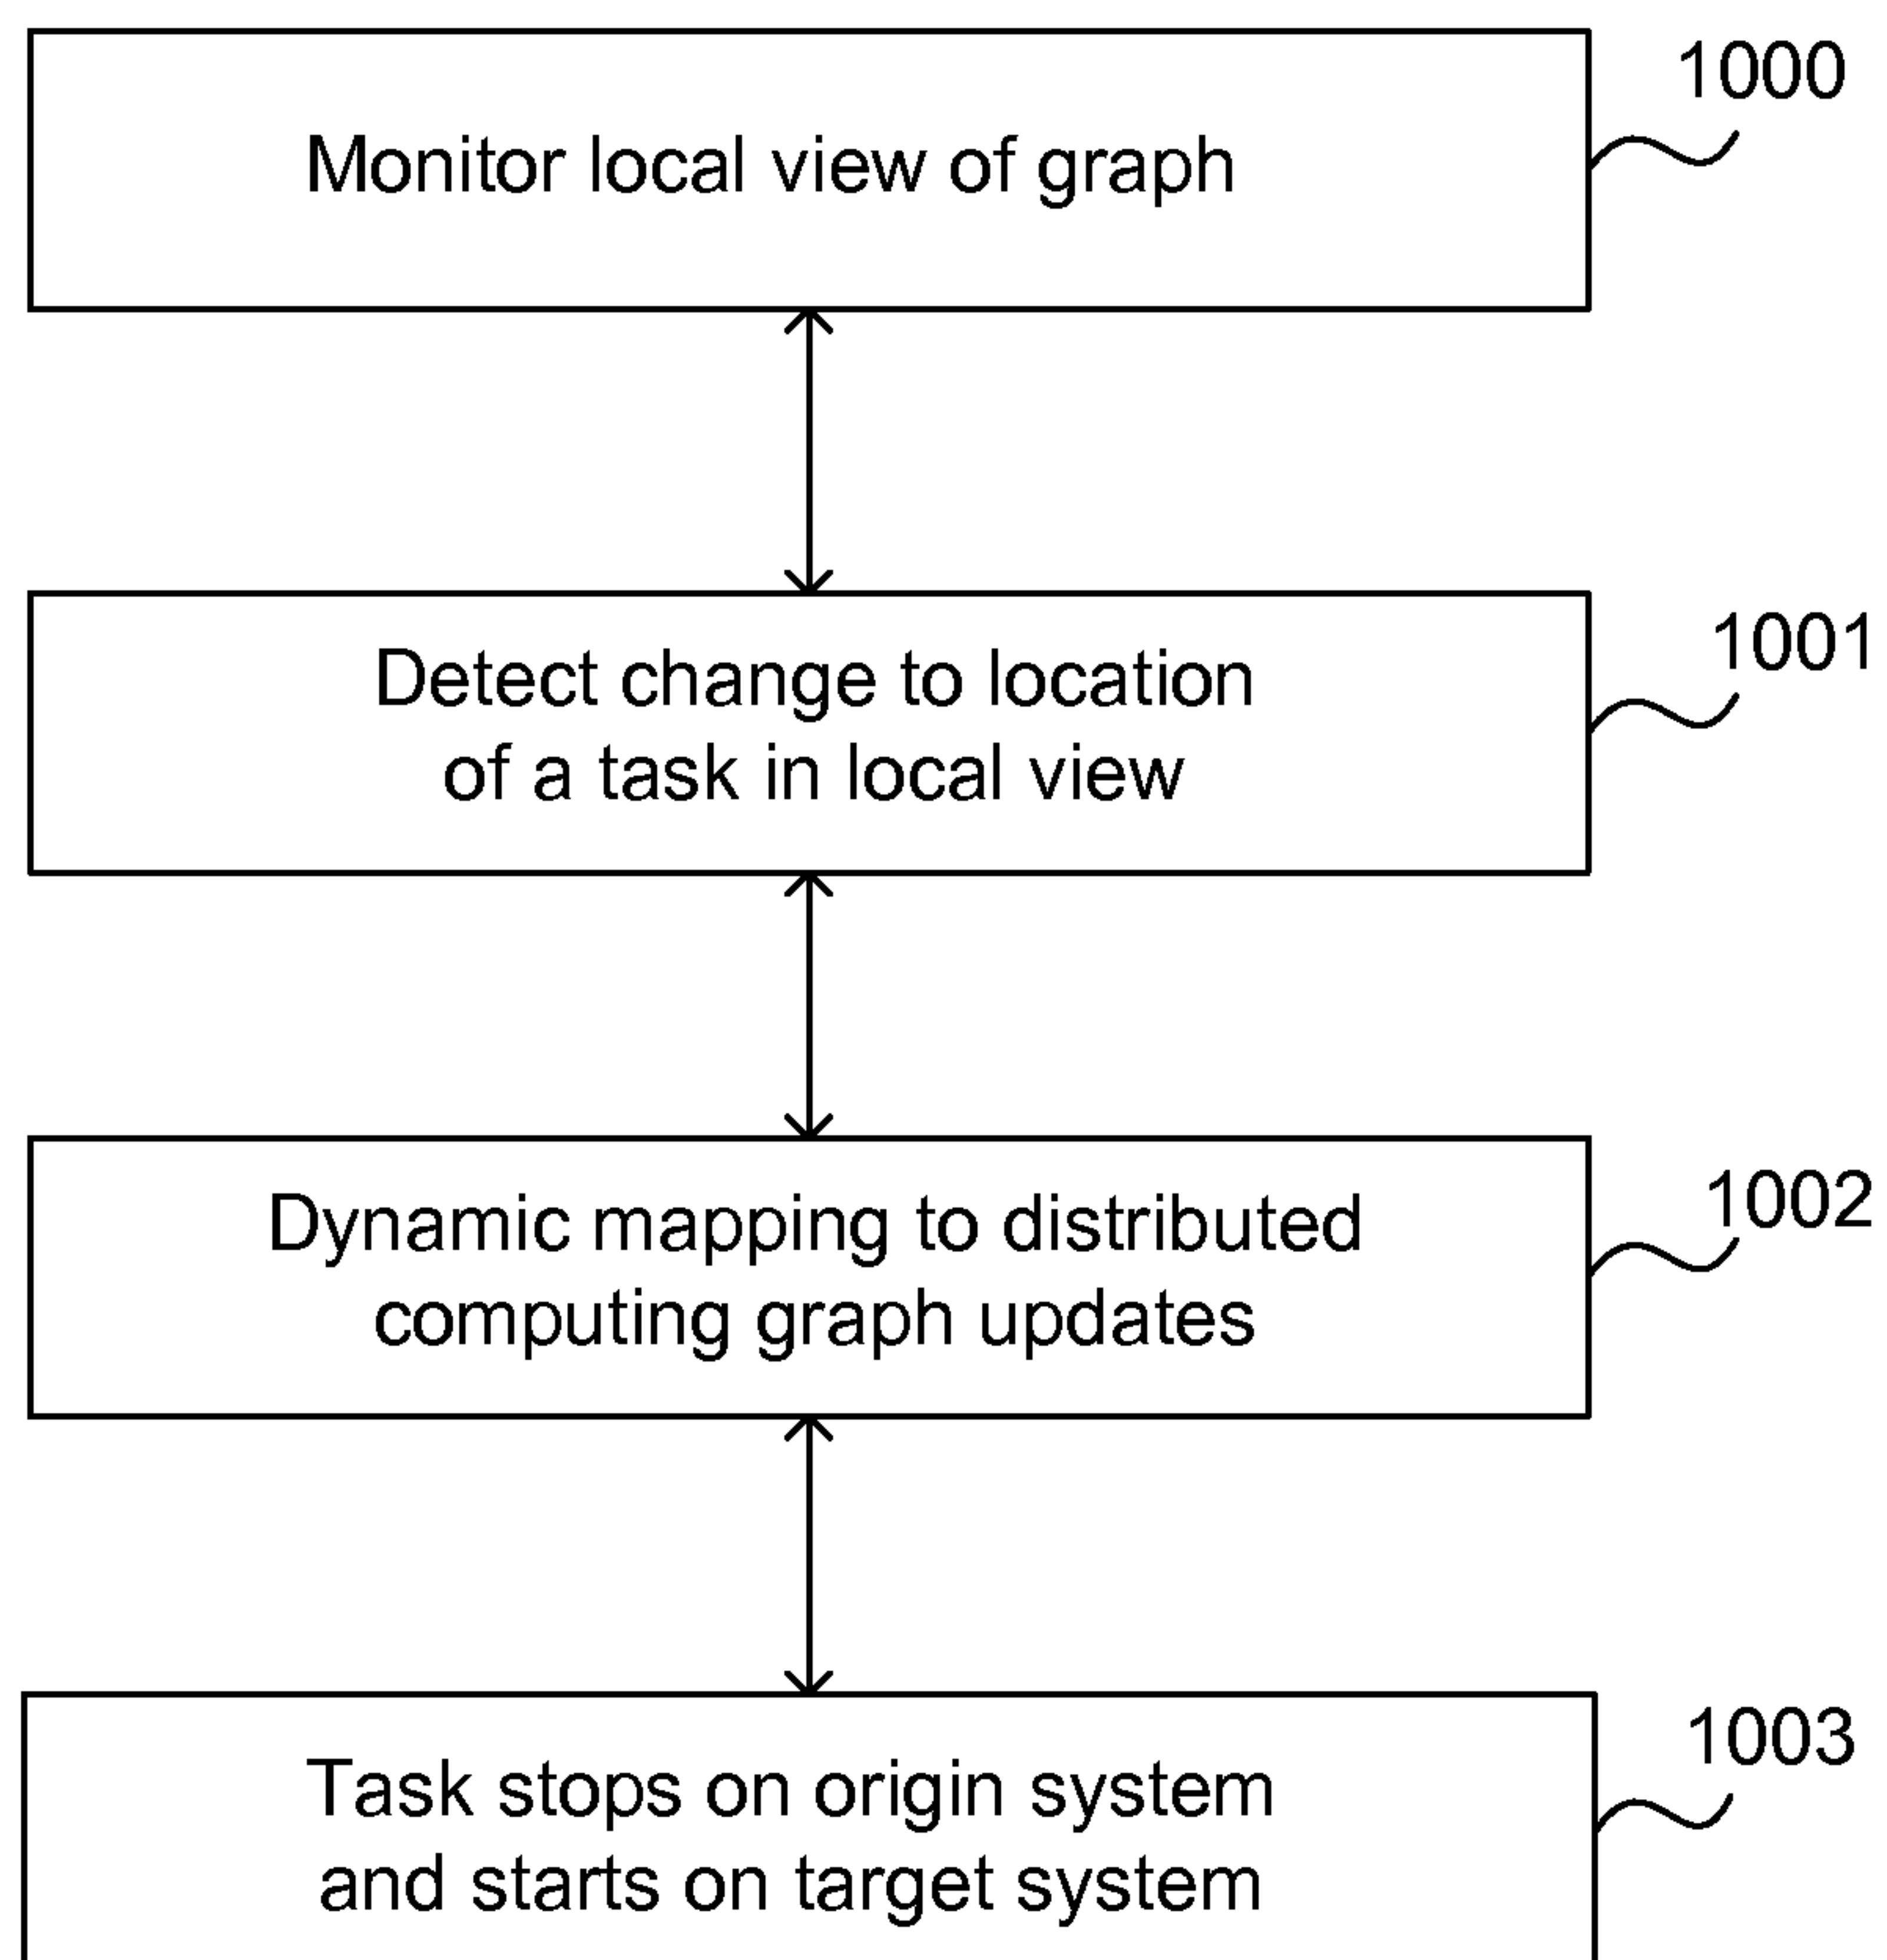 1000
Monitor local view of graph
1001
Detect change to location
of a task in local view
1002
Dynamic mapping to distributed
computing graph updates
1003
Task stops on origin system
and starts on target system